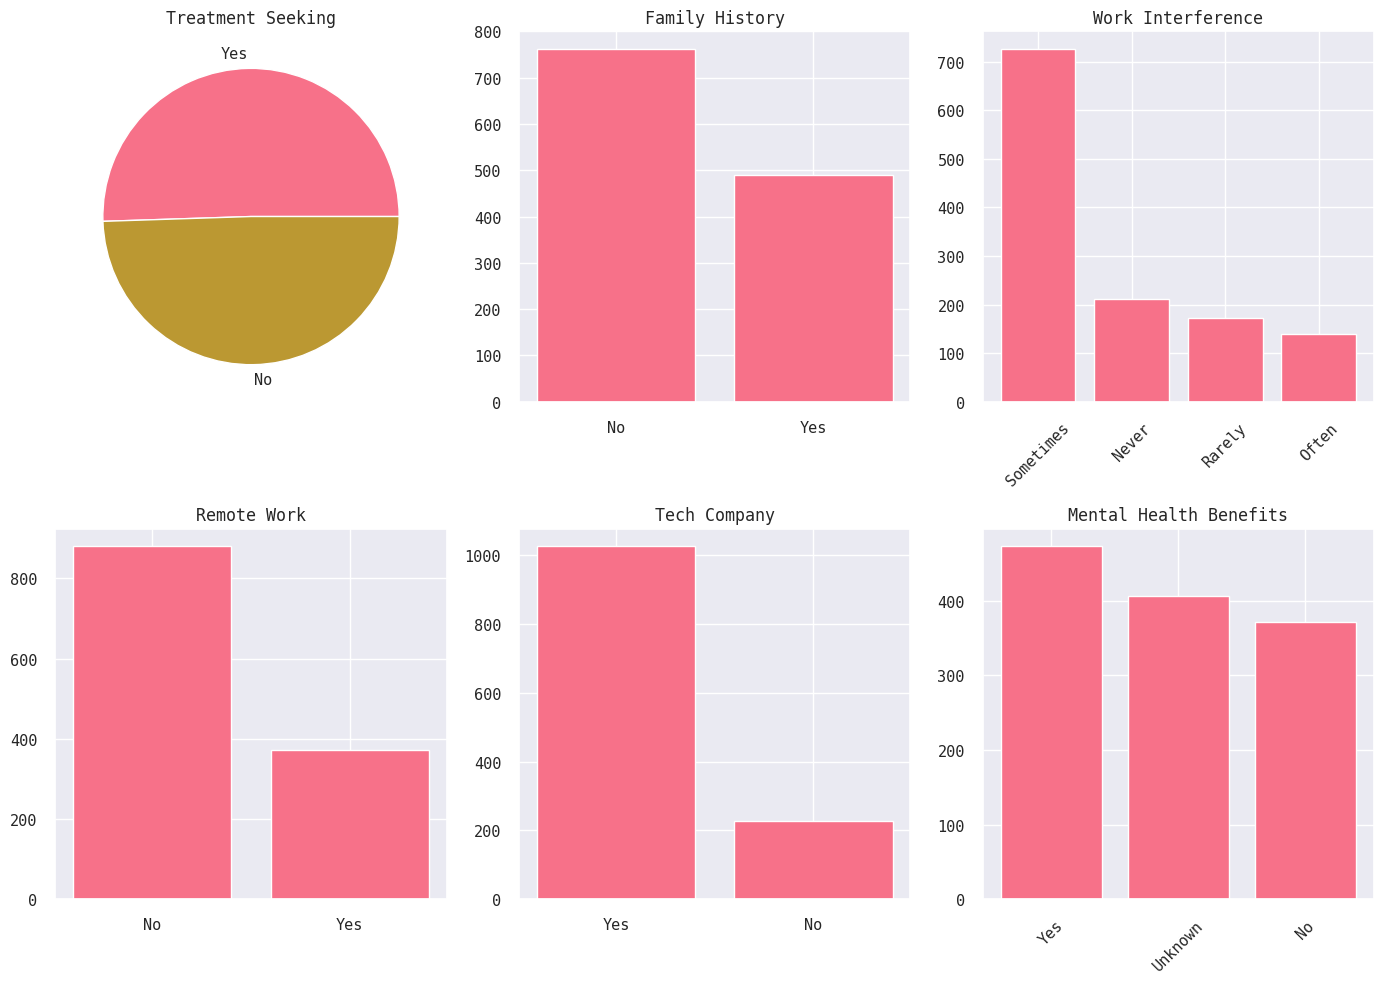 Treatment Seeking
Yes
No
Family History
800
700
600
500
400
300
200
100
0
No Yes
Work Interference
700
600
500
400
300
200
100
0
Sometimes Never Rarely Often
Remote Work
800
600
400
200
0
No Yes
Tech Company
1000
800
600
400
200
0
Yes No
Mental Health Benefits
400
300
200
100
0
Yes Unknown No